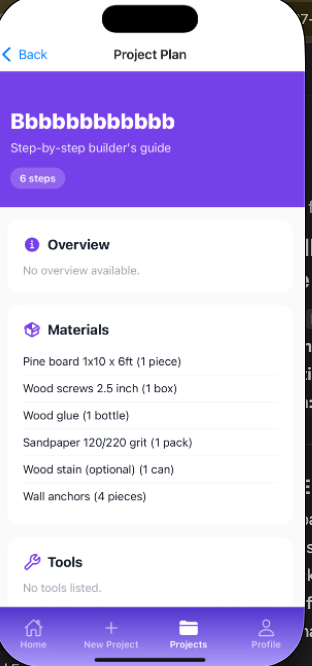 Back
Project Plan
Bbbbbbbbbbbbb
Step-by-step builder's guide
6 steps
Overview
No overview available.
Materials
Pine board 1x10 x 6ft (1 piece)
Wood screws 2.5 inch (1 box)
Wood glue (1 bottle)
Sandpaper 120/220 grit (1 pack)
Wood stain (optional) (1 can)
Wall anchors (4 pieces)
Tools
No tools listed.
Home
New Project
Projects
Profile